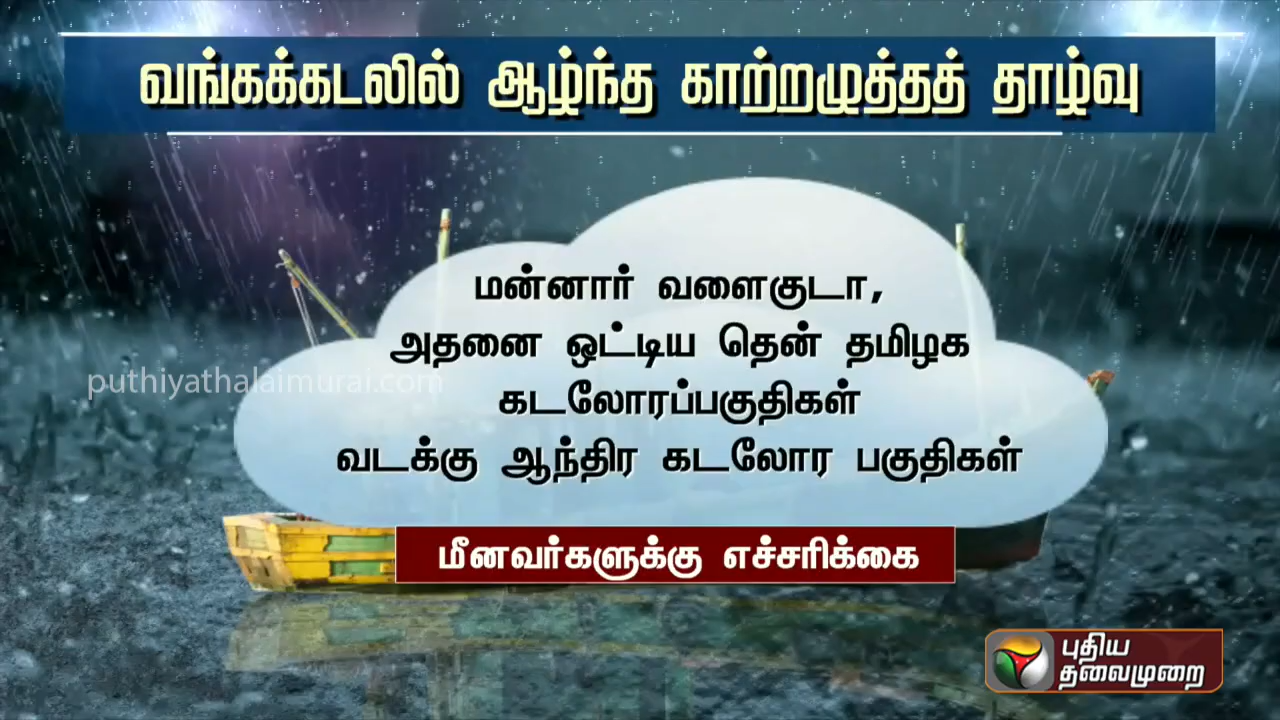 வங்கக்கடலில் ஆழ்ந்த காற்றழுத்தத் தாழ்வு
மன்னார் வளைகுடா,
அதனை ஒட்டிய தென் தமிழக
கடலோரப்பகுதிகள்
வடக்கு ஆந்திர கடலோர பகுதிகள்
puthiyathalaimurai.com
மீனவர்களுக்கு எச்சரிக்கை
புதிய
தலைமுறை